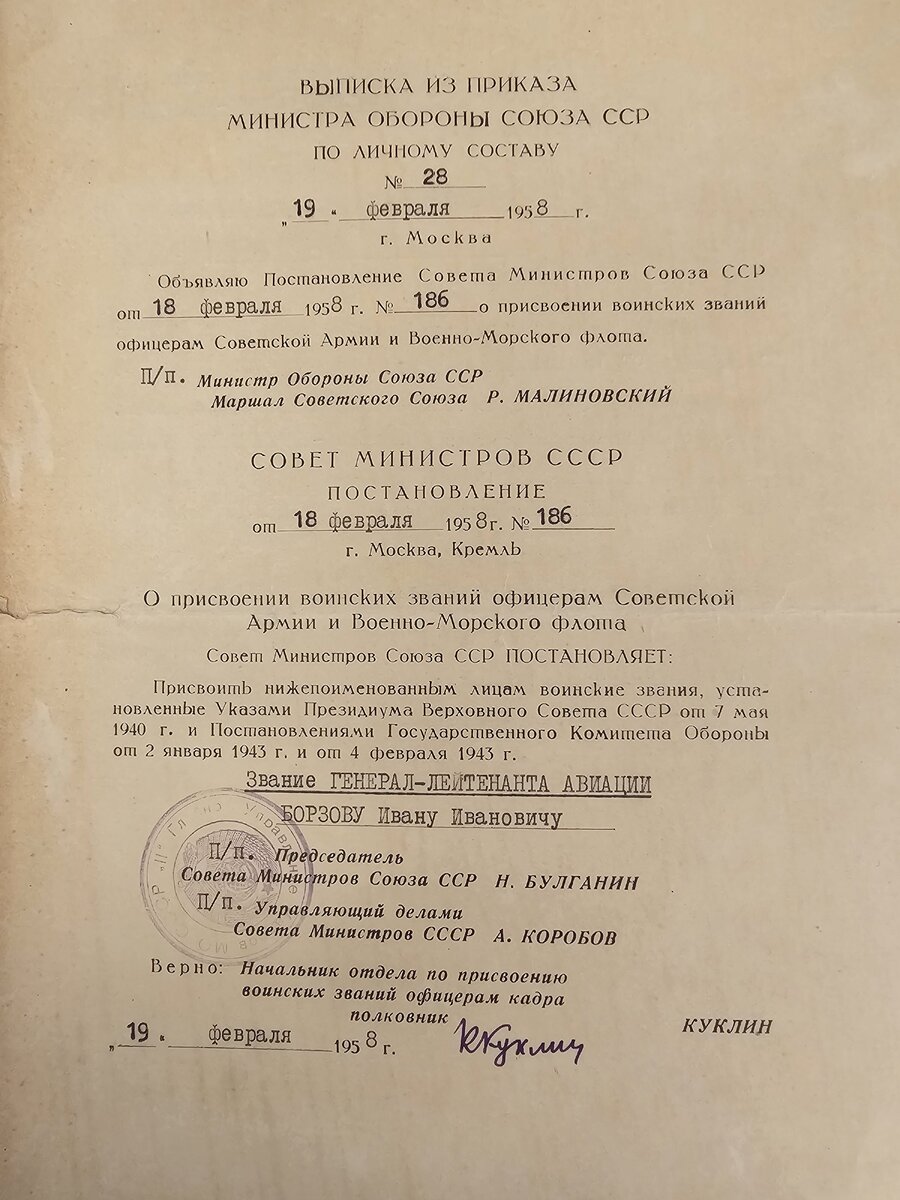 ВЫПИСКА ИЗ ПРИКАЗА
МИНИСТРА ОБОРОНЫ СОЮЗА ССР
ПО ЛИЧНОМУ СОСТАВУ
№ 28
„19“ февраля 1958 г.
г. Москва
Объявляю Постановление Совета Министров Союза ССР
от 18 февраля 1958 г. № 186 о присвоении воинских званий
офицерам Советской Армии и Военно-Морского флота.
П/п. Министр Обороны Союза ССР
Маршал Советского Союза Р. МАЛИНОВСКИЙ
СОВЕТ МИНИСТРОВ СССР
ПОСТАНОВЛЕНИЕ
от 18 февраля 1958 г. № 186
г. Москва, Кремль
О присвоении воинских званий офицерам Советской
Армии и Военно-Морского флота
Совет Министров Союза ССР ПОСТАНОВЛЯЕТ:
Присвоить нижепоименованным лицам воинские звания, уста-
новленные Указами Президиума Верховного Совета СССР от 7 мая
1940 г. и Постановлениями Государственного Комитета Обороны
от 2 января 1943 г. и от 4 февраля 1943 г.
Звание ГЕНЕРАЛ-ЛЕЙТЕНАНТА АВИАЦИИ
БОРЗОВУ Ивану Ивановичу
П/п. Председатель
Совета Министров Союза ССР Н. БУЛГАНИН
П/п. Управляющий делами
Совета Министров СССР А. КОРОБОВ
Верно: Начальник отдела по присвоению
воинских званий офицерам кадра
полковник КУКЛИН
„19“ февраля 1958 г. Куклин
Управление